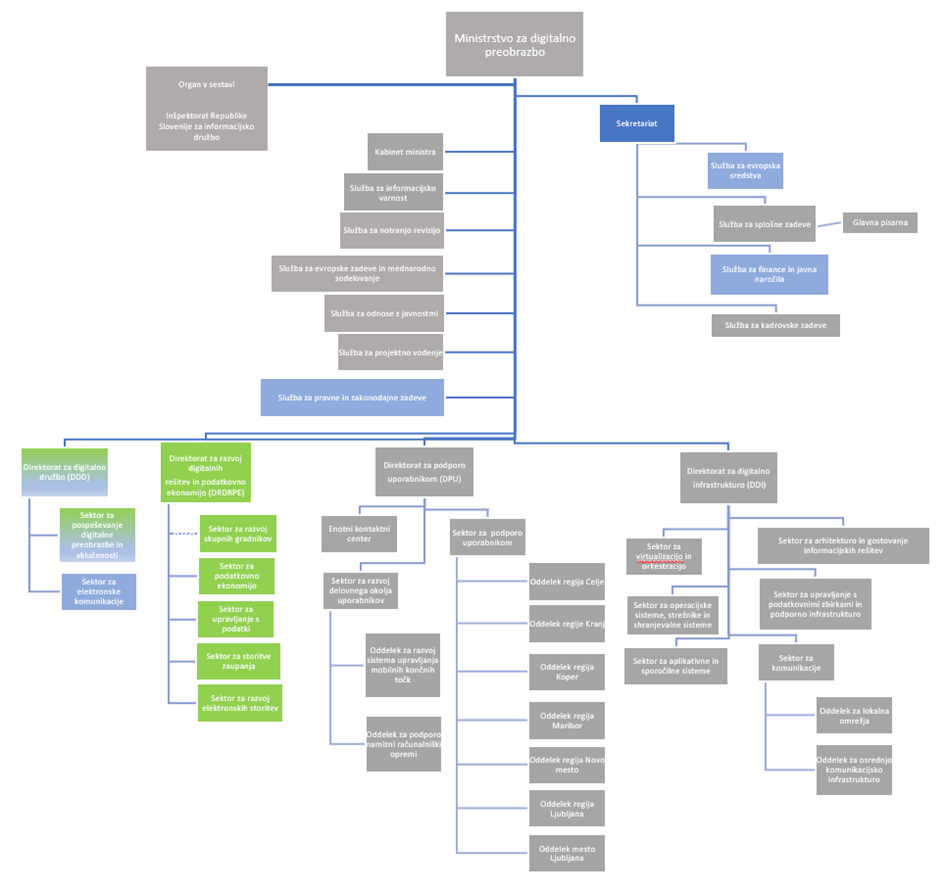 Ministrstvo za digitalno
preobrazbo
Organ v sestavi
Inšpektorat Republike
Slovenije za informacijsko
družbo
Sekretariat
Kabinet ministra
Služba za informacijsko
varnost
Služba za notranjo revizijo
Služba za evropske zadeve in mednarodno
sodelovanje
Služba za odnose z javnostmi
Služba za projektno vodenje
Služba za pravne in zakonodajne zadeve
Služba za evropska
sredstva
Služba za splošne zadeve
Glavna pisarna
Služba za finance in javna
naročila
Služba za kadrovske zadeve
Direktorat za digitalno
družbo (DDD)
Sektor za
pospeševanje
digitalne
preobrazbe in
vključenosti
Sektor za
elektronske
komunikacije
Direktorat za razvoj
digitalnih
rešitev in podatkovno
ekonomijo (DRDRPE)
Sektor za razvoj
skupnih gradnikov
Sektor za
podatkovno
ekonomijo
Sektor za
upravljanje s
podatki
Sektor za storitve
zaupanja
Sektor za razvoj
elektronskih storitev
Direktorat za podporo
uporabnikom (DPU)
Enotni kontaktni
center
Sektor za razvoj
delovnega okolja
uporabnikov
Oddelek za razvoj
sistema upravljanja
mobilnih končnih
točk
Oddelek za podporo
namizni računalniški
opremi
Sektor za podporo
uporabnikom
Oddelek regija Celje
Oddelek regije Kranj
Oddelek regija
Koper
Oddelek regija
Maribor
Oddelek regija Novo
mesto
Oddelek regija
Ljubljana
Oddelek mesto
Ljubljana
Direktorat za digitalno
infrastrukturo (DDI)
Sektor za
virtualizacijo in
orkestracijo
Sektor za operacijske
sisteme, strežnike in
shranjevalne sisteme
Sektor za aplikativne in
sporočilne sisteme
Sektor za arhitekturo in gostovanje
informacijskih rešitev
Sektor za upravljanje s
podatkovnimi zbirkami in
podporno infrastrukturo
Sektor za
komunikacije
Oddelek za lokalna
omrežja
Oddelek za osrednjo
komunikacijsko
infrastrukturo